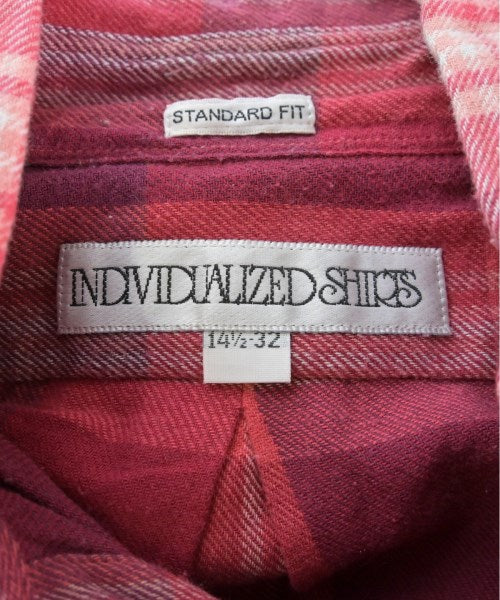 STANDARD FIT
INDIVIDUALIZED SHIRTS
14½-32